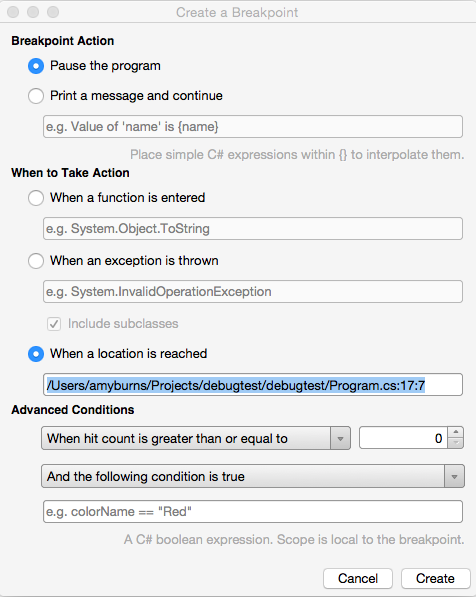 Create a Breakpoint
Breakpoint Action
Pause the program
Print a message and continue
e.g. Value of 'name' is {name}
Place simple C# expressions within {} to interpolate them.
When to Take Action
When a function is entered
e.g. System.Object.ToString
When an exception is thrown
e.g. System.InvalidOperationException
Include subclasses
When a location is reached
/Users/amyburns/Projects/debugtest/debugtest/Program.cs:17:7
Advanced Conditions
When hit count is greater than or equal to 0
And the following condition is true
e.g. colorName == "Red"
A C# boolean expression. Scope is local to the breakpoint.
Cancel Create